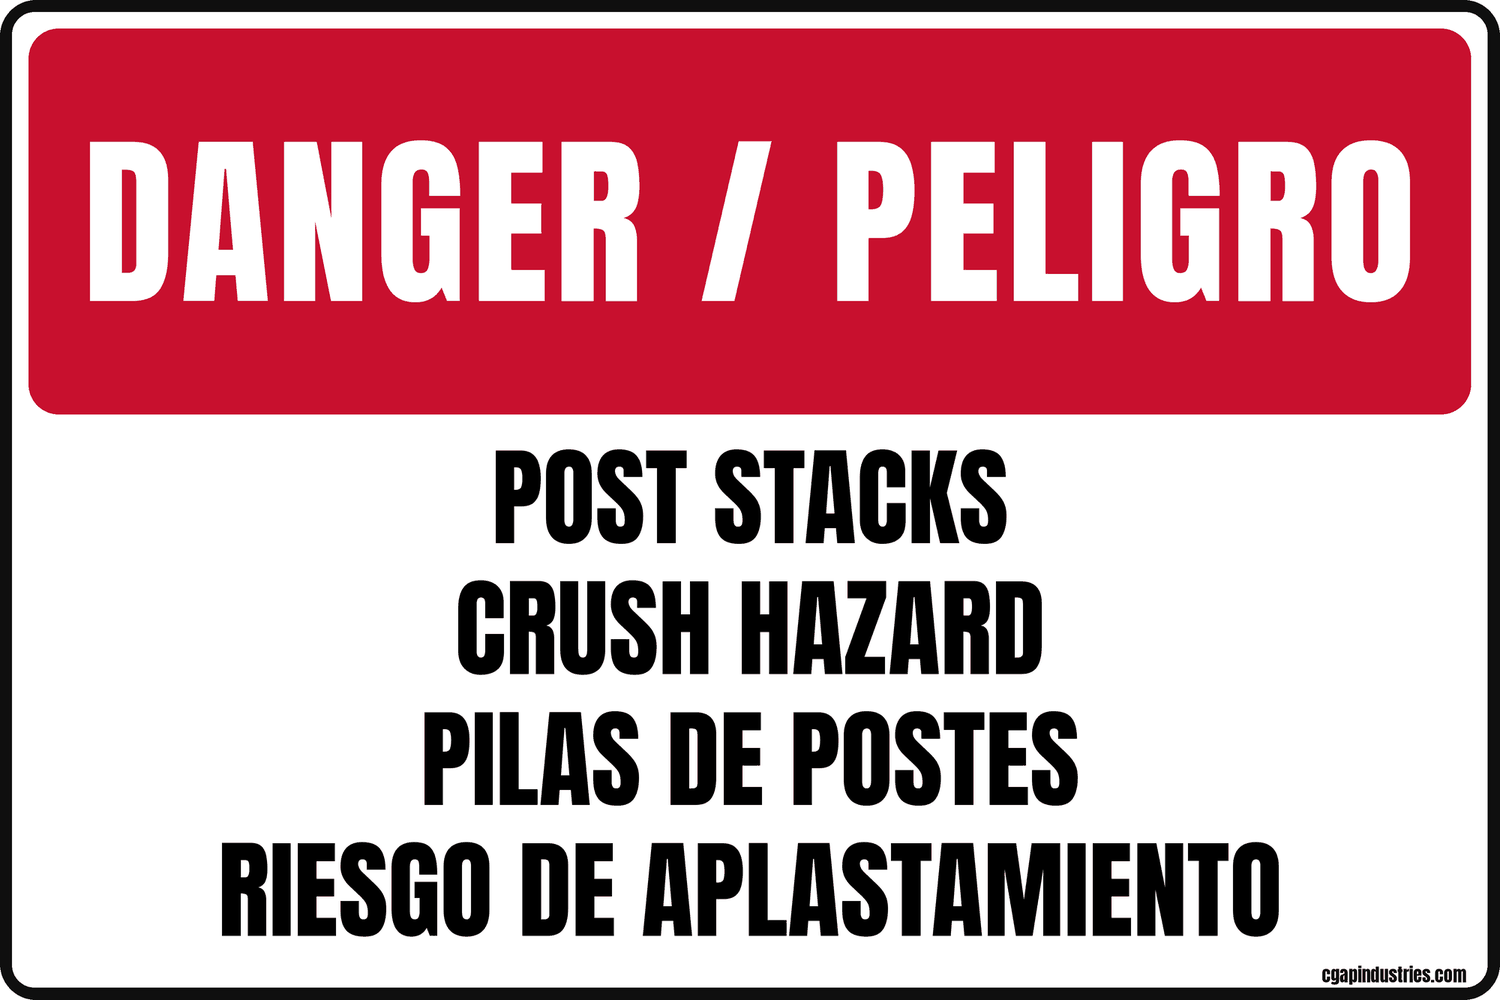 DANGER / PELIGRO
POST STACKS
CRUSH HAZARD
PILAS DE POSTES
RIESGO DE APLASTAMIENTO
cgapindustries.com